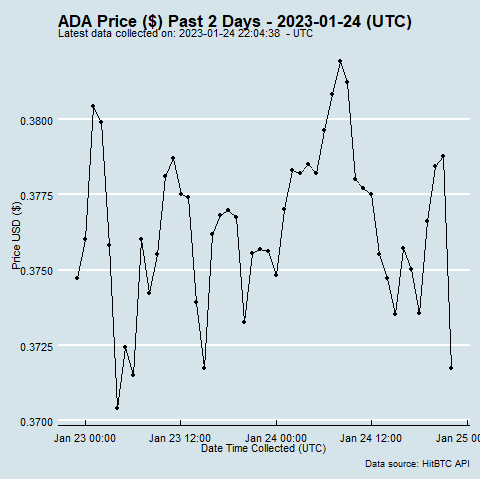 ADA Price ($) Past 2 Days - 2023-01-24 (UTC)
Latest data collected on: 2023-01-24 22:04:38 - UTC
0.3800
0.3775
0.3750
0.3725
0.3700
Price USD ($)
Jan 23 00:00 Jan 23 12:00 Jan 24 00:00 Jan 24 12:00 Jan 25 00
Date Time Collected (UTC)
Data source: HitBTC API